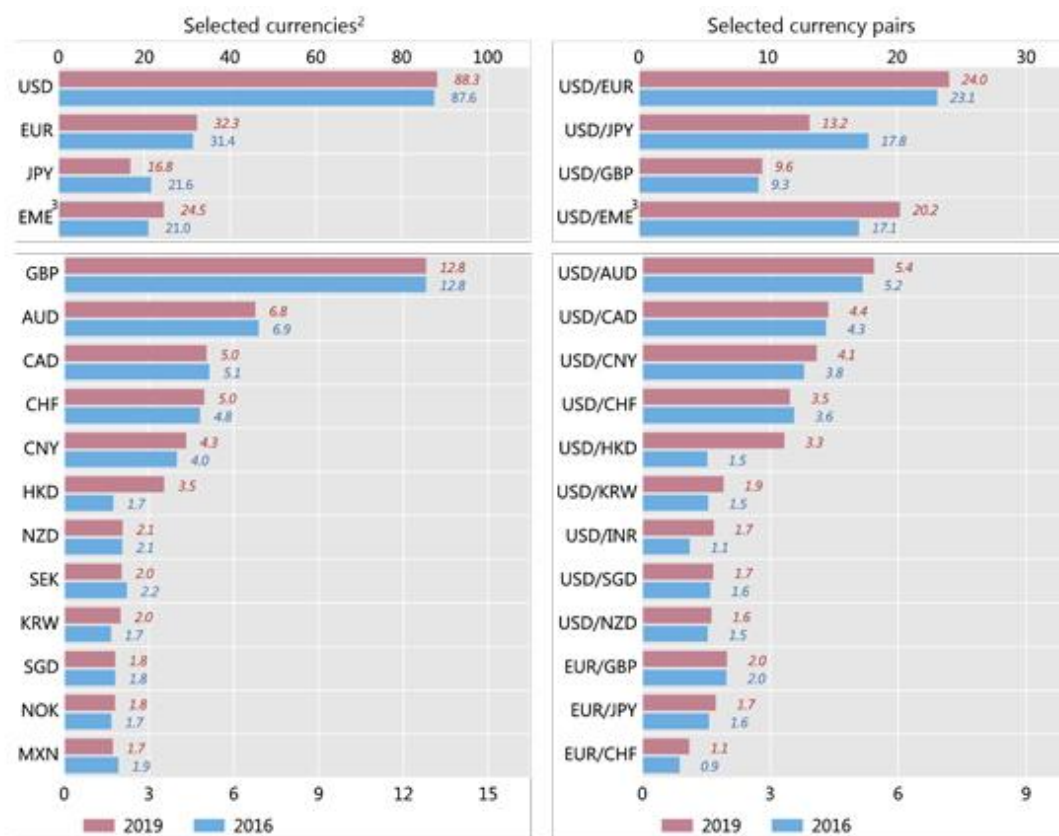 Selected currencies²
0 20 40 60 80 100
USD 88.3
87.6
EUR 32.3
31.4
JPY 16.8
21.6
EME³ 24.5
21.0
GBP 12.8
12.8
AUD 6.8
6.9
CAD 5.0
5.1
CHF 5.0
4.8
CNY 4.3
4.0
HKD 3.5
1.7
NZD 2.1
2.1
SEK 2.0
2.2
KRW 2.0
1.7
SGD 1.8
1.8
NOK 1.8
1.7
MXN 1.7
1.9
0 3 6 9 12 15
2019 2016
Selected currency pairs
0 10 20 30
USD/EUR 24.0
23.1
USD/JPY 13.2
17.8
USD/GBP 9.6
9.3
USD/EME³ 20.2
17.1
USD/AUD 5.4
5.2
USD/CAD 4.4
4.3
USD/CNY 4.1
3.8
USD/CHF 3.5
3.6
USD/HKD 3.3
1.5
USD/KRW 1.9
1.5
USD/INR 1.7
1.1
USD/SGD 1.7
1.6
USD/NZD 1.6
1.5
EUR/GBP 2.0
2.0
EUR/JPY 1.7
1.6
EUR/CHF 1.1
0.9
0 3 6 9
2019 2016